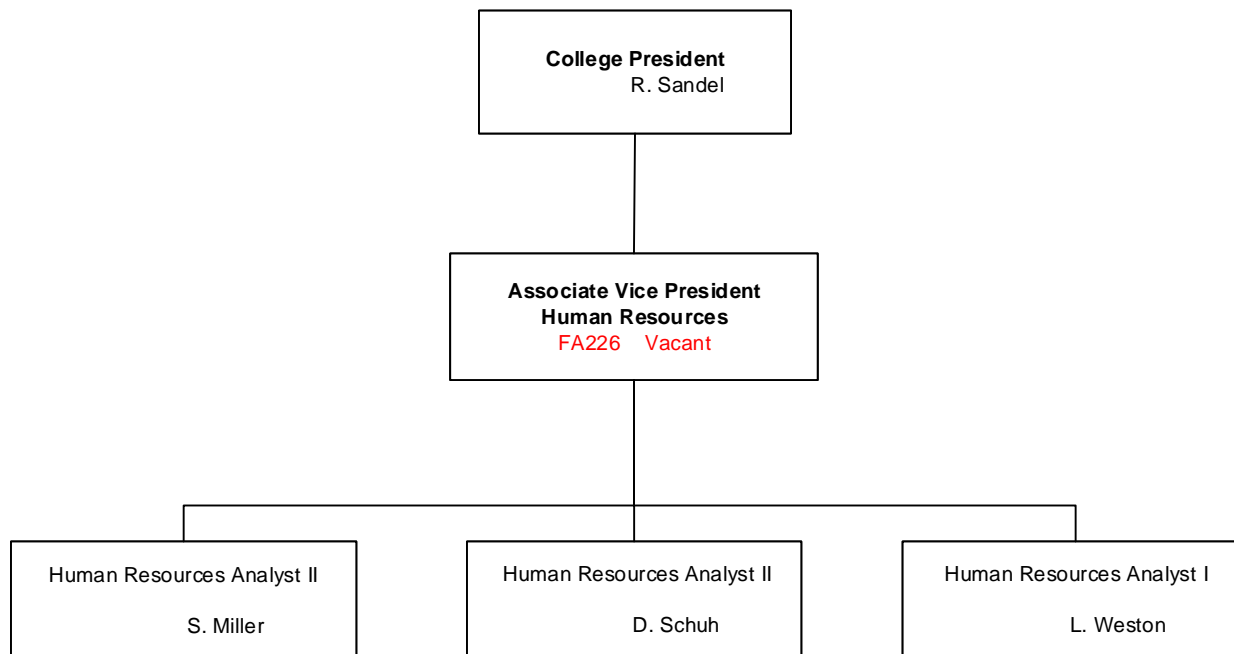 College President
R. Sandel
Associate Vice President
Human Resources
FA226 Vacant
Human Resources Analyst II
S. Miller
Human Resources Analyst II
D. Schuh
Human Resources Analyst I
L. Weston